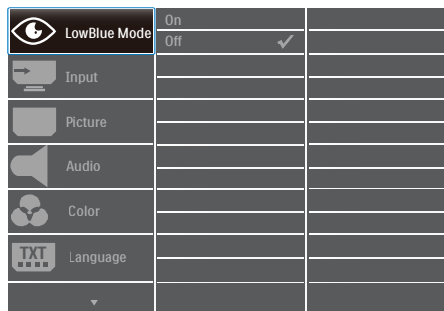 LowBlue Mode
On
Off
Input
Picture
Audio
Color
TXT
Language